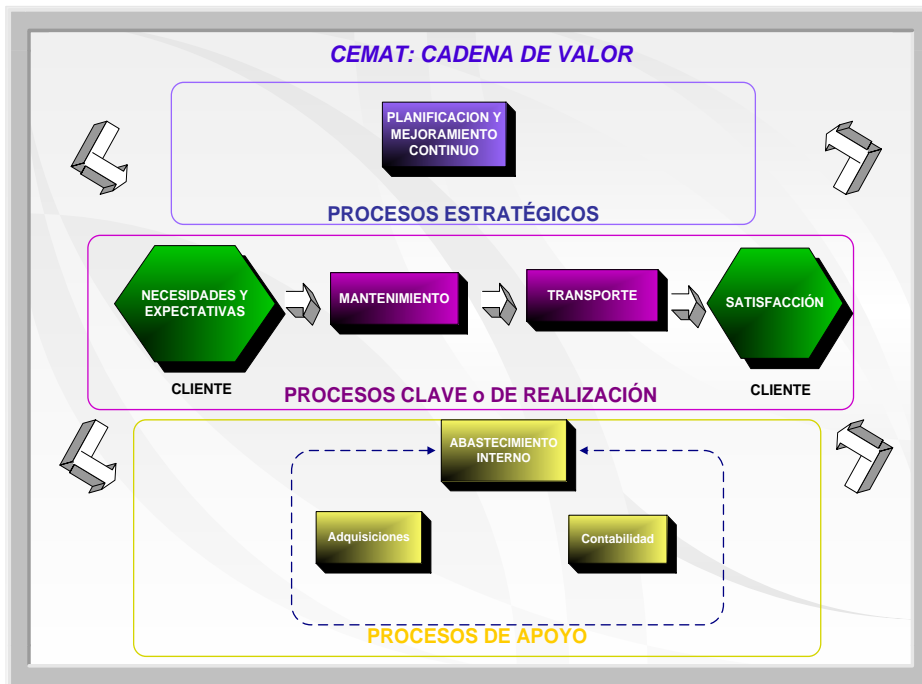 CEMAT: CADENA DE VALOR
PLANIFICACION Y
MEJORAMIENTO
CONTINUO
PROCESOS ESTRATÉGICOS
NECESIDADES Y
EXPECTATIVAS
MANTENIMIENTO
TRANSPORTE
SATISFACCIÓN
CLIENTE
CLIENTE
PROCESOS CLAVE o DE REALIZACIÓN
ABASTECIMIENTO
INTERNO
Adquisiciones
Contabilidad
PROCESOS DE APOYO